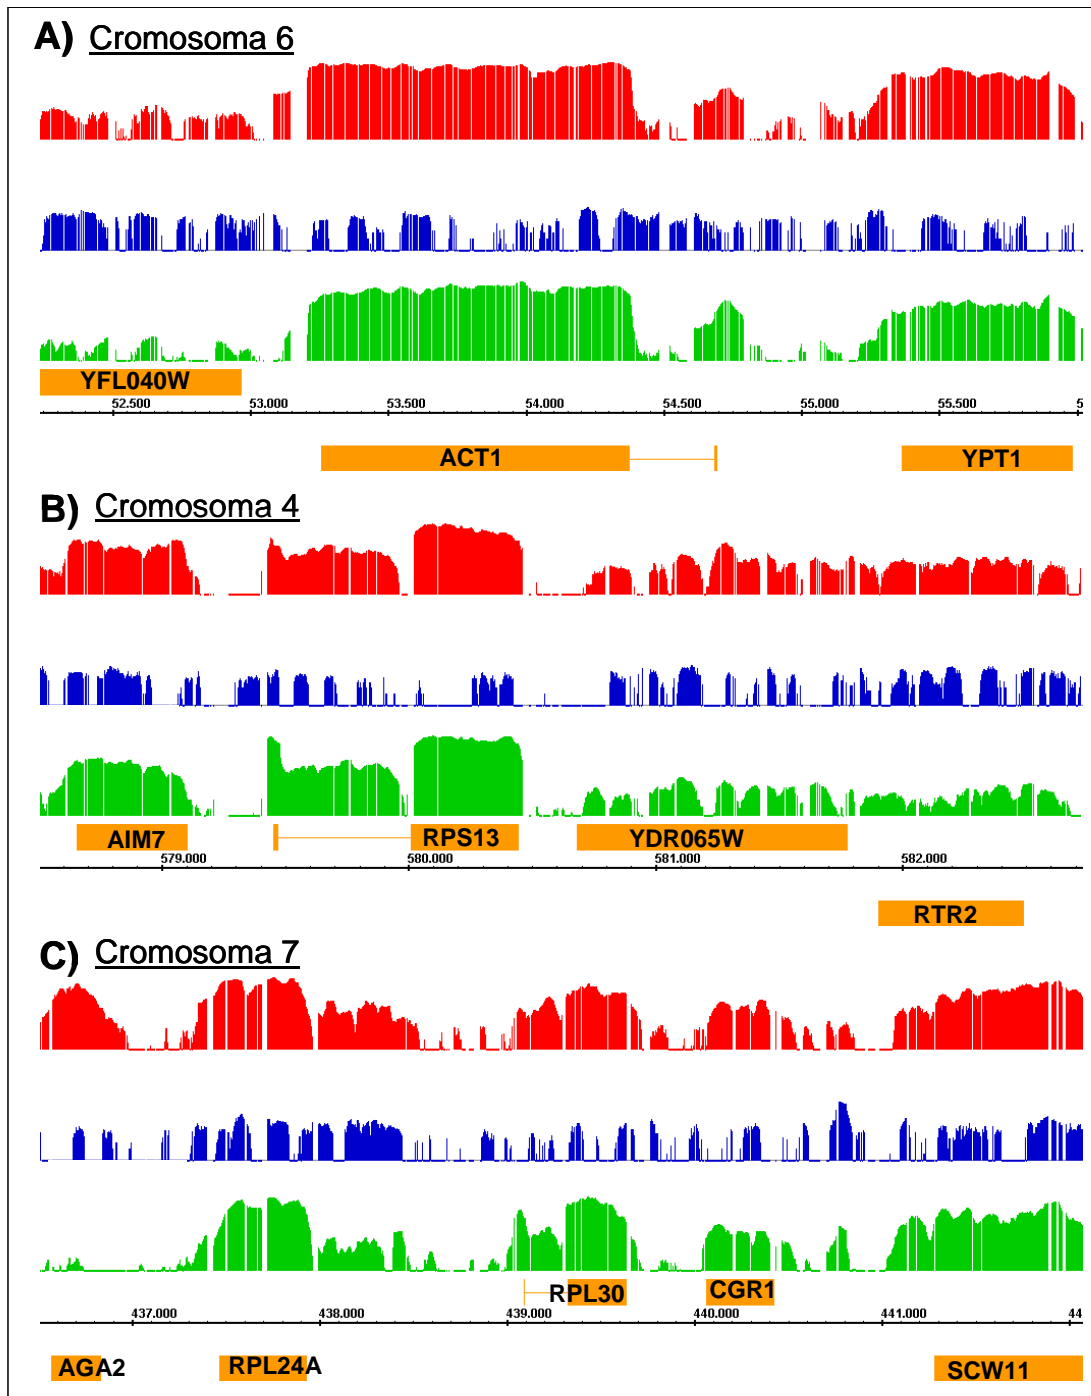 A) Cromosoma 6
YFL040W
52.500 53.000 53.500 54.000 54.500 55.000 55.500 5
ACT1 YPT1
B) Cromosoma 4
AIM7 RPS13 YDR065W
579.000 580.000 581.000 582.000
RTR2
C) Cromosoma 7
RPL30 CGR1
437.000 438.000 439.000 440.000 441.000 44
AGA2 RPL24A SCW11